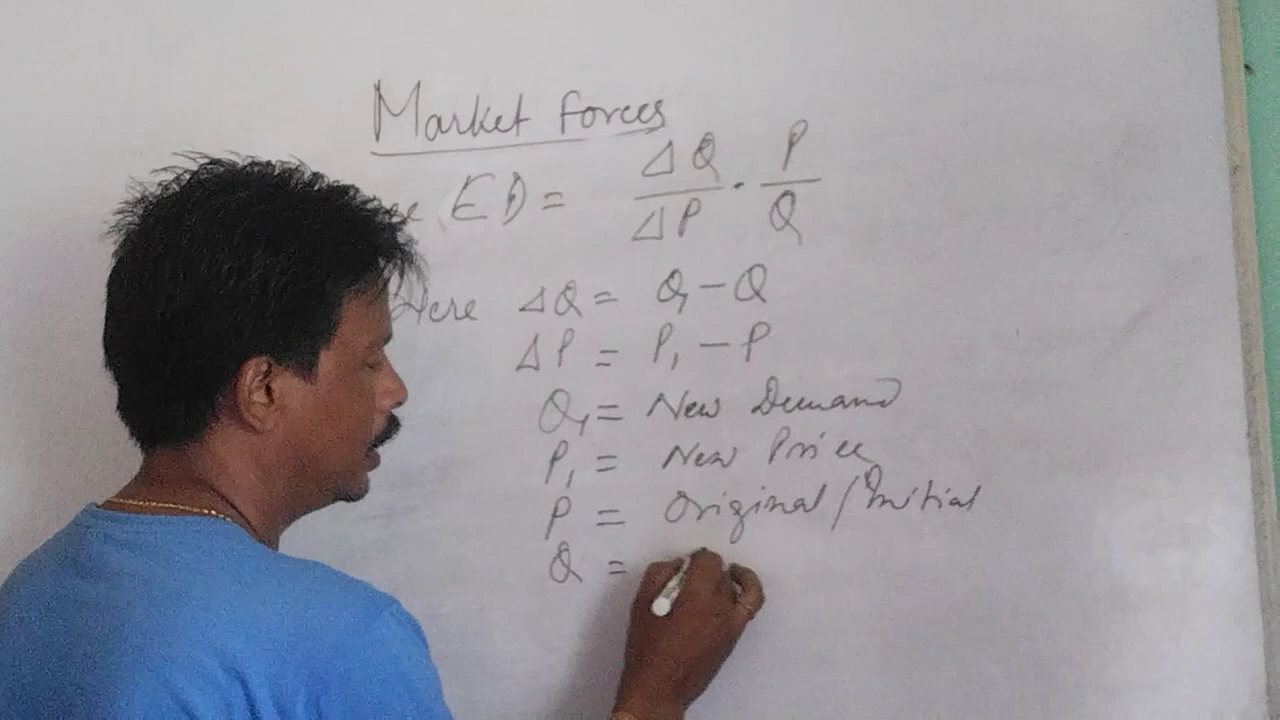 Market forces
ED = ΔQ/ΔP · P/Q
Here ΔQ = Q₁ - Q
ΔP = P₁ - P
Q₁ = New Demand
P₁ = New Price
P = Original / Initial
Q =